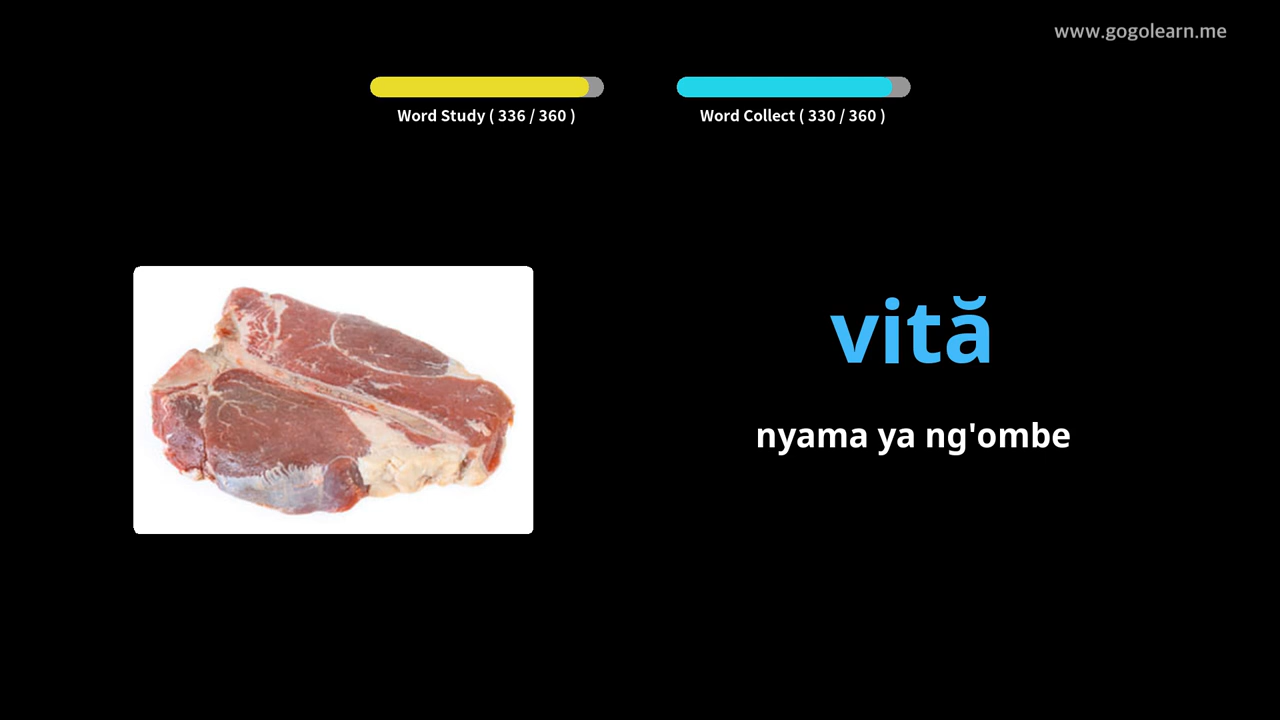 www.gogolearn.me
Word Study ( 336 / 360 )
Word Collect ( 330 / 360 )
vită
nyama ya ng'ombe